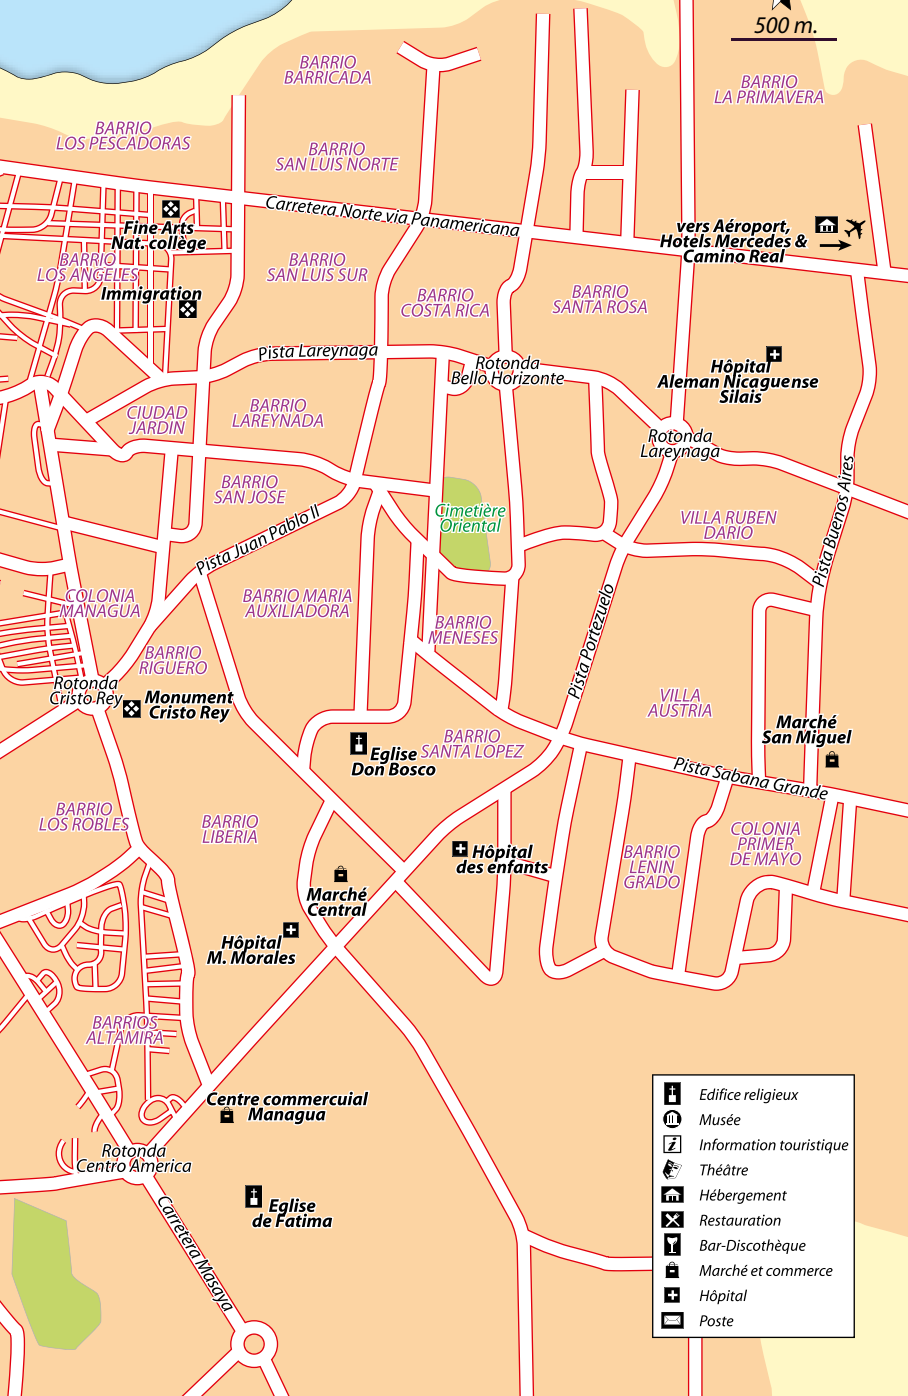 500 m.
BARRIO
BARRICADA
BARRIO
LA PRIMAVERA
BARRIO
LOS PESCADORAS
BARRIO
SAN LUIS NORTE
Carretera Norte via Panamericana
Fine Arts
Nat. collège
vers Aéroport,
Hotels Mercedes &
Camino Real
BARRIO
LOS ANGELES
BARRIO
SAN LUIS SUR
Immigration
BARRIO
COSTA RICA
BARRIO
SANTA ROSA
Pista Lareynaga
Rotonda
Bello Horizonte
Hôpital
Aleman Nicaguense
Silais
CIUDAD
JARDIN
BARRIO
LAREYNADA
Rotonda
Lareynaga
BARRIO
SAN JOSE
Cimetière
Oriental
Pista Buenos Aires
VILLA RUBEN
DARIO
Pista Juan Pablo II
COLONIA
MANAGUA
BARRIO MARIA
AUXILIADORA
BARRIO
MENESES
Pista Portezuelo
BARRIO
RIGUERO
Rotonda
Cristo Rey
Monument
Cristo Rey
VILLA
AUSTRIA
Marché
San Miguel
Eglise
Don Bosco
BARRIO
SANTA LOPEZ
Pista Sabana Grande
BARRIO
LOS ROBLES
BARRIO
LIBERIA
COLONIA
PRIMER
DE MAYO
Hôpital
des enfants
BARRIO
LENIN
GRADO
Marché
Central
Hôpital
M. Morales
BARRIOS
ALTAMIRA
Centre commercuial
Managua
Rotonda
Centro America
Eglise
de Fatima
Carretera Masaya
Edifice religieux
Musée
i
Information touristique
Théâtre
Hébergement
Restauration
Bar-Discothèque
Marché et commerce
Hôpital
Poste